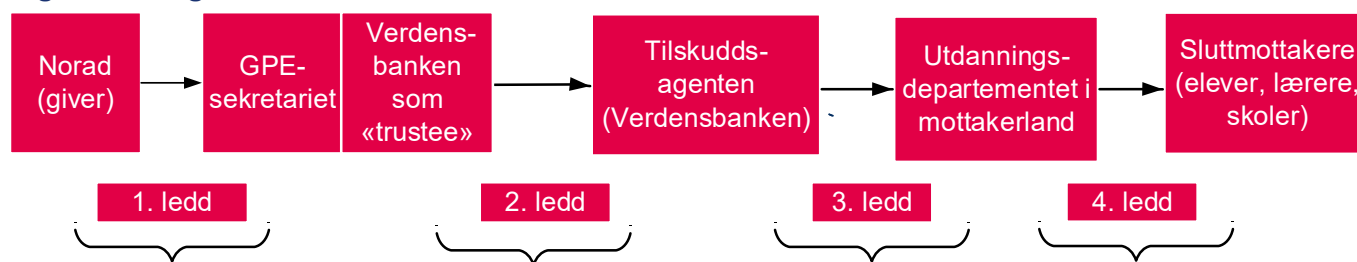 Norad
(giver)
GPE-
sekretariet
Verdens-
banken
som
«trustee»
Tilskudds-
agenten
(Verdensbanken)
Utdannings-
departementet i
mottakerland
Sluttmottakere
(elever, lærere,
skoler)
1. ledd
2. ledd
3. ledd
4. ledd